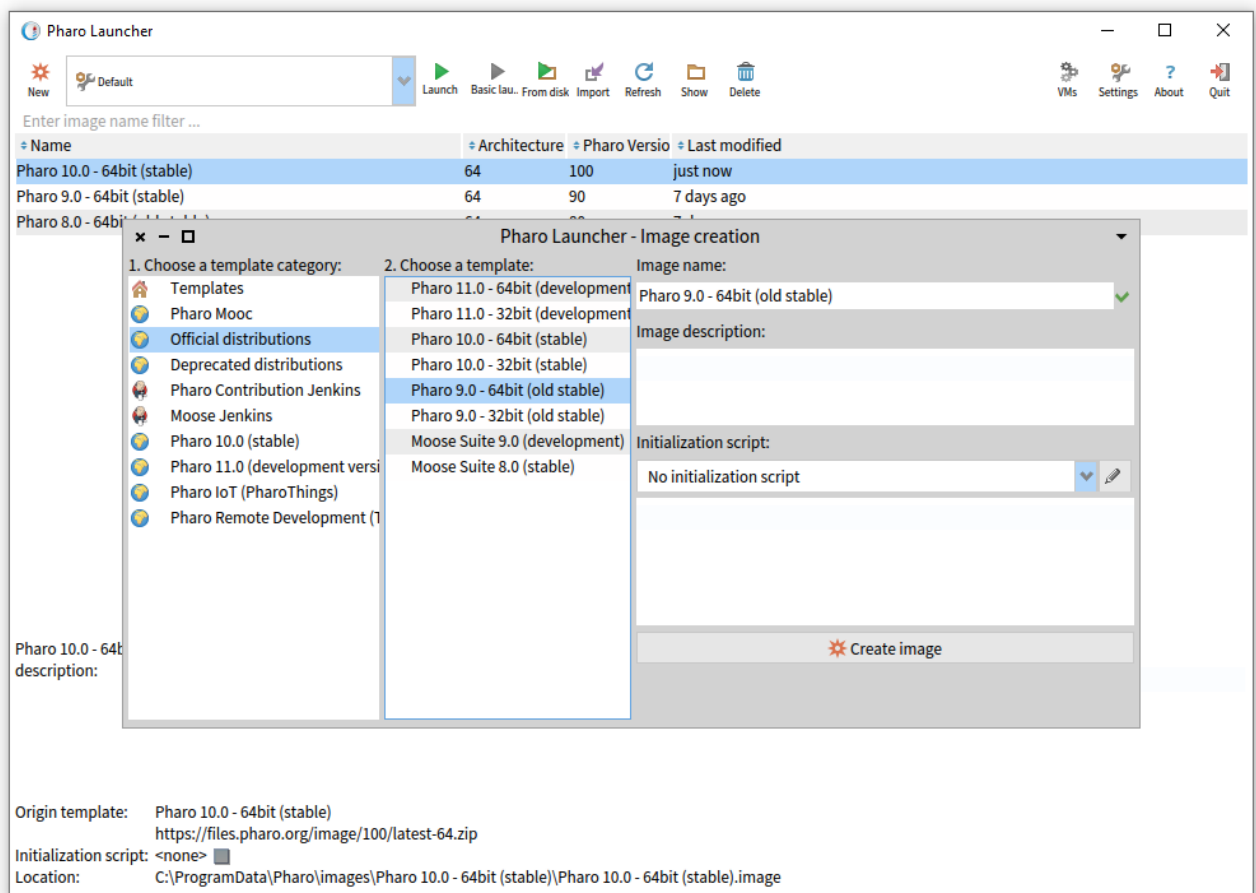 Pharo Launcher
New
Default
Launch
Basic lau..
From disk
Import
Refresh
Show
Delete
VMs
Settings
About
Quit
Enter image name filter ...
Name Architecture Pharo Versio Last modified
Pharo 10.0 - 64bit (stable) 64 100 just now
Pharo 9.0 - 64bit (stable) 64 90 7 days ago
Pharo 8.0 - 64bit
Pharo Launcher - Image creation
1. Choose a template category:
Templates
Pharo Mooc
Official distributions
Deprecated distributions
Pharo Contribution Jenkins
Moose Jenkins
Pharo 10.0 (stable)
Pharo 11.0 (development versi
Pharo IoT (PharoThings)
Pharo Remote Development (T
2. Choose a template:
Pharo 11.0 - 64bit (development
Pharo 11.0 - 32bit (development
Pharo 10.0 - 64bit (stable)
Pharo 10.0 - 32bit (stable)
Pharo 9.0 - 64bit (old stable)
Pharo 9.0 - 32bit (old stable)
Moose Suite 9.0 (development)
Moose Suite 8.0 (stable)
Image name:
Pharo 9.0 - 64bit (old stable)
Image description:
Initialization script:
No initialization script
Create image
Pharo 10.0 - 64b
description:
Origin template: Pharo 10.0 - 64bit (stable)
https://files.pharo.org/image/100/latest-64.zip
Initialization script: <none>
Location: C:\ProgramData\Pharo\images\Pharo 10.0 - 64bit (stable)\Pharo 10.0 - 64bit (stable).image